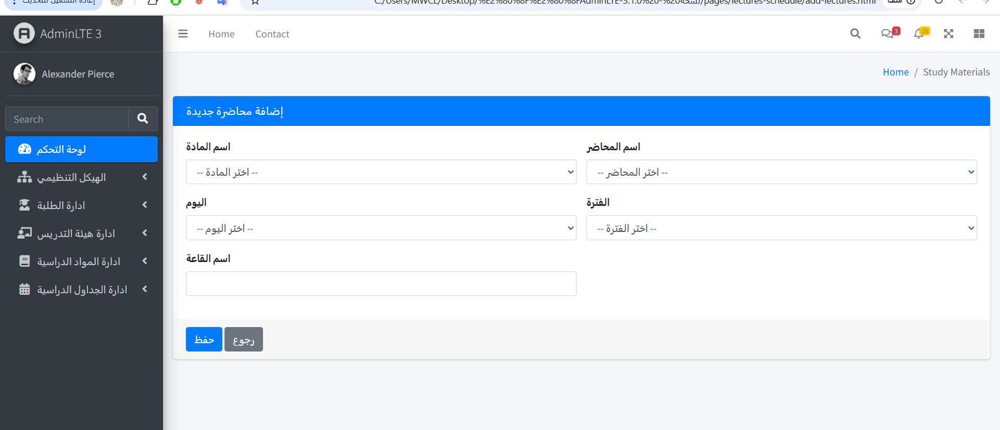 إعادة التشغيل للتحديث
C:/Users/MWCL/Desktop/%E2%80%8F%E2%80%8FAdminLTE-3.1.0%20-%20نسخة/pages/lectures-schedule/add-lectures.html
ملف
AdminLTE 3
Home
Contact
3
15
Alexander Pierce
Home / Study Materials
Search
إضافة محاضرة جديدة
لوحة التحكم
الهيكل التنظيمي
ادارة الطلبة
ادارة هيئة التدريس
ادارة المواد الدراسية
ادارة الجداول الدراسية
اسم المادة
اسم المحاضر
-- اختر المادة --
-- اختر المحاضر --
اليوم
الفترة
-- اختر اليوم --
-- اختر الفترة --
اسم القاعة
حفظ
رجوع